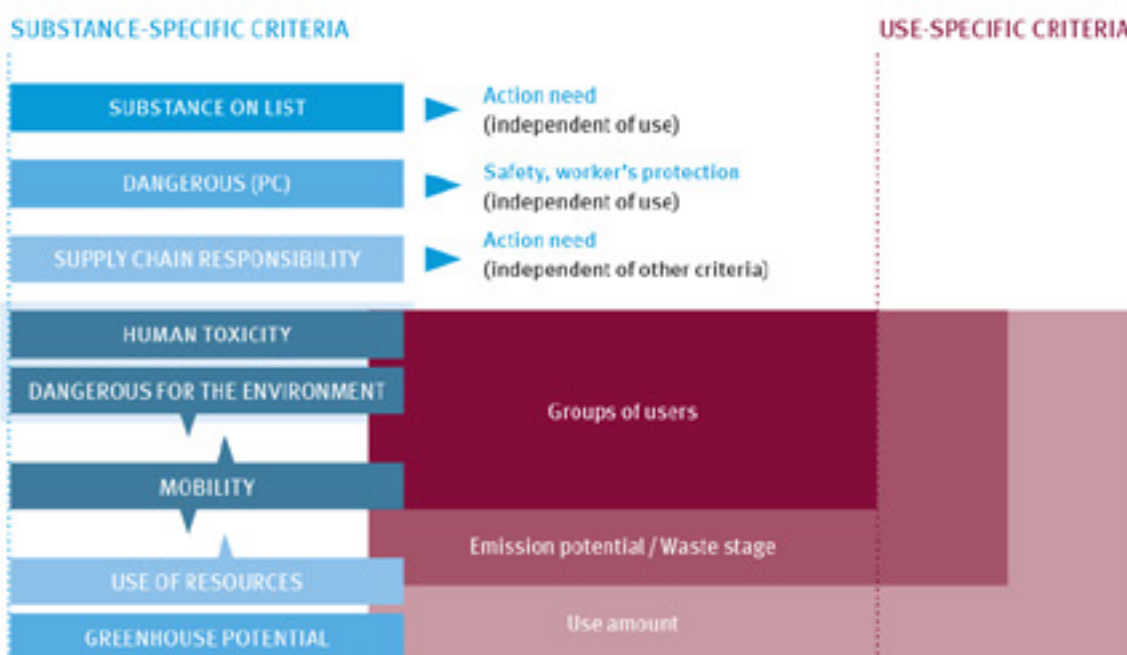 SUBSTANCE-SPECIFIC CRITERIA
USE-SPECIFIC CRITERIA
SUBSTANCE ON LIST
Action need
(independent of use)
DANGEROUS (PC)
Safety, worker's protection
(independent of use)
SUPPLY CHAIN RESPONSIBILITY
Action need
(independent of other criteria)
HUMAN TOXICITY
DANGEROUS FOR THE ENVIRONMENT
Groups of users
MOBILITY
Emission potential / Waste stage
USE OF RESOURCES
Use amount
GREENHOUSE POTENTIAL